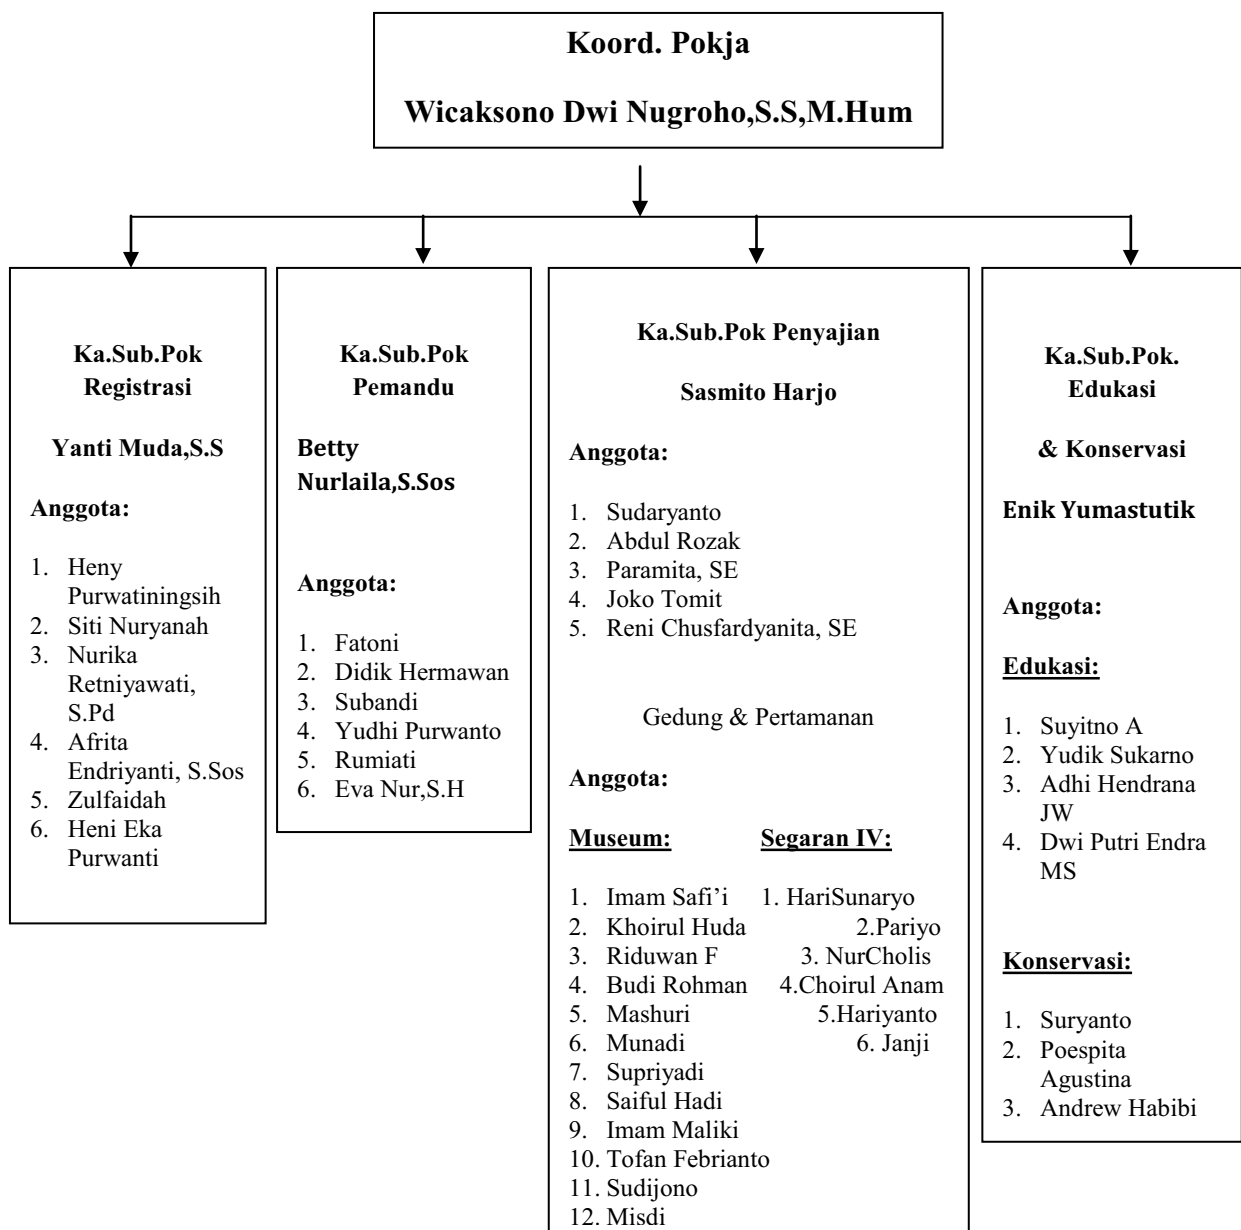 Koord. Pokja
Wicaksono Dwi Nugroho,S.S,M.Hum
Ka.Sub.Pok
Registrasi
Yanti Muda,S.S
Anggota:
1. Heny
Purwatiningsih
2. Siti Nuryanah
3. Nurika
Retniyawati,
S.Pd
4. Afrita
Endriyanti, S.Sos
5. Zulfaidah
6. Heni Eka
Purwanti
Ka.Sub.Pok
Pemandu
Betty
Nurlaila,S.Sos
Anggota:
1. Fatoni
2. Didik Hermawan
3. Subandi
4. Yudhi Purwanto
5. Rumiati
6. Eva Nur,S.H
Ka.Sub.Pok Penyajian
Sasmito Harjo
Anggota:
1. Sudaryanto
2. Abdul Rozak
3. Paramita, SE
4. Joko Tomit
5. Reni Chusfardyanita, SE
Gedung & Pertamanan
Anggota:
Museum:
1. Imam Safi’i
2. Khoirul Huda
3. Riduwan F
4. Budi Rohman
5. Mashuri
6. Munadi
7. Supriyadi
8. Saiful Hadi
9. Imam Maliki
10. Tofan Febrianto
11. Sudijono
12. Misdi
Segaran IV:
1. HariSunaryo
2.Pariyo
3. NurCholis
4.Choirul Anam
5.Hariyanto
6. Janji
Ka.Sub.Pok.
Edukasi
& Konservasi
Enik Yumastutik
Anggota:
Edukasi:
1. Suyitno A
2. Yudik Sukarno
3. Adhi Hendrana
JW
4. Dwi Putri Endra
MS
Konservasi:
1. Suryanto
2. Poespita
Agustina
3. Andrew Habibi